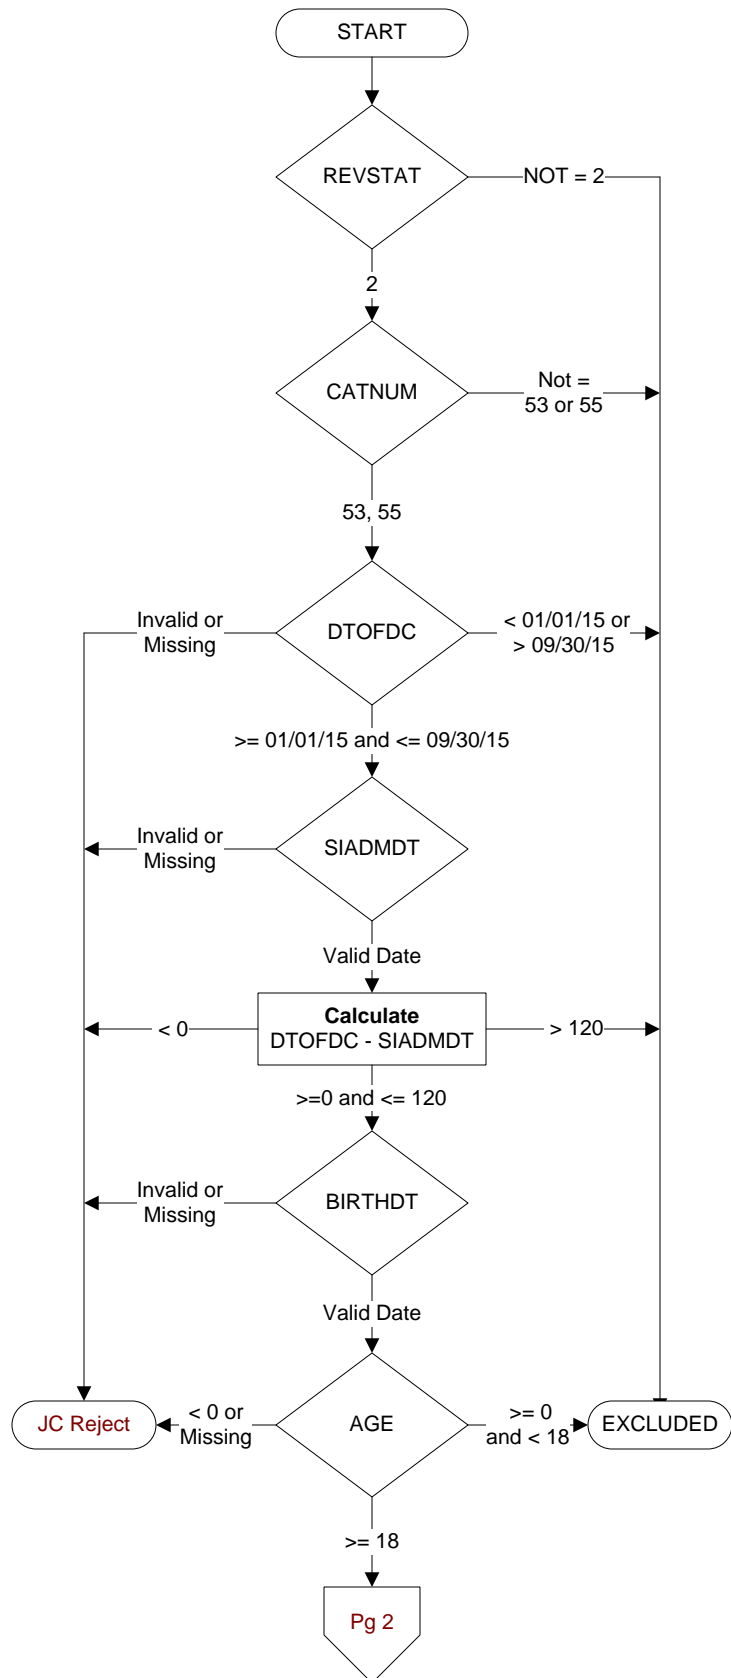 START
REVSTAT
NOT = 2
2
CATNUM
Not =
53 or 55
53, 55
Invalid or
Missing
DTOFDC
< 01/01/15 or
> 09/30/15
>= 01/01/15 and <= 09/30/15
Invalid or
Missing
SIADMDT
Valid Date
< 0
Calculate
DTOFDC - SIADMDT
> 120
>=0 and <= 120
Invalid or
Missing
BIRTHDT
Valid Date
JC Reject
< 0 or
Missing
AGE
>= 0
and < 18
EXCLUDED
>= 18
Pg 2